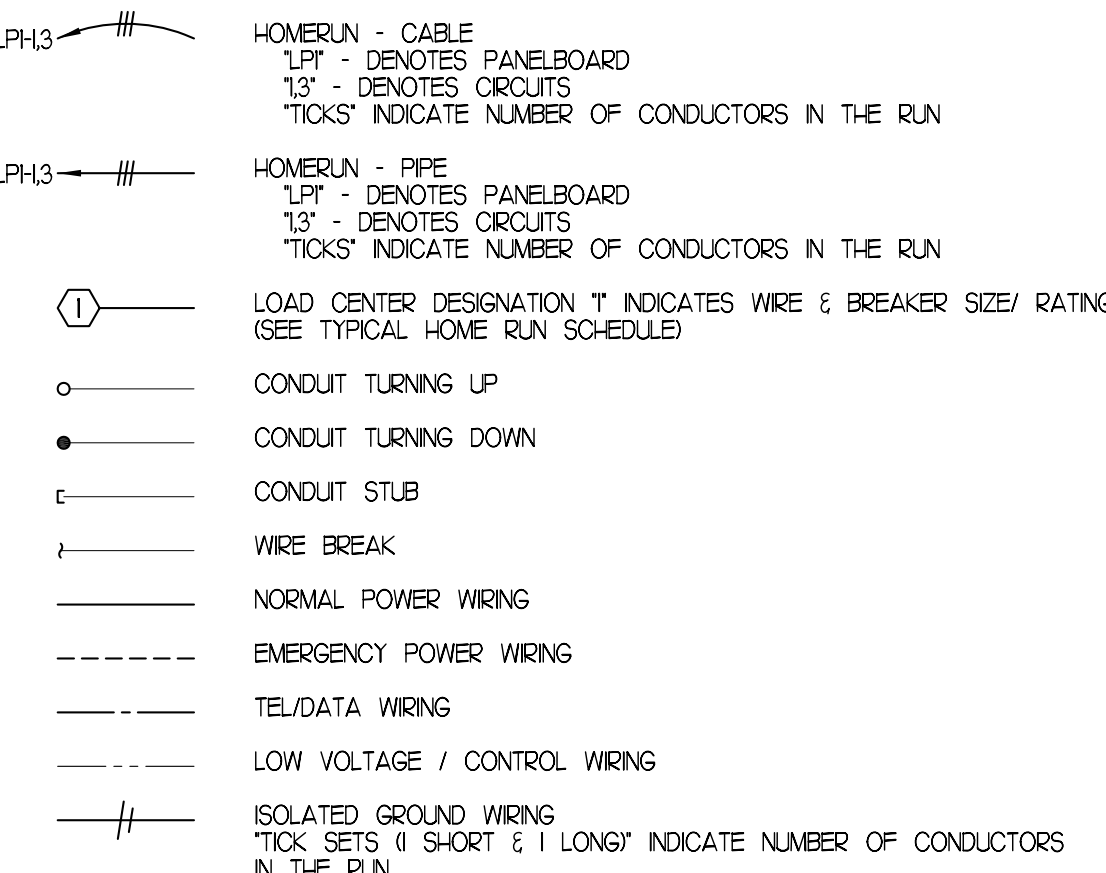 LP1-1,3
HOMERUN - CABLE
"LP1" - DENOTES PANELBOARD
"1,3" - DENOTES CIRCUITS
"TICKS" INDICATE NUMBER OF CONDUCTORS IN THE RUN
LP1-1,3
HOMERUN - PIPE
"LP1" - DENOTES PANELBOARD
"1,3" - DENOTES CIRCUITS
"TICKS" INDICATE NUMBER OF CONDUCTORS IN THE RUN
1
LOAD CENTER DESIGNATION "1" INDICATES WIRE & BREAKER SIZE/ RATING
(SEE TYPICAL HOME RUN SCHEDULE)
CONDUIT TURNING UP
CONDUIT TURNING DOWN
CONDUIT STUB
WIRE BREAK
NORMAL POWER WIRING
EMERGENCY POWER WIRING
TEL/DATA WIRING
LOW VOLTAGE / CONTROL WIRING
ISOLATED GROUND WIRING
"TICK SETS (1 SHORT & 1 LONG)" INDICATE NUMBER OF CONDUCTORS
IN THE RUN